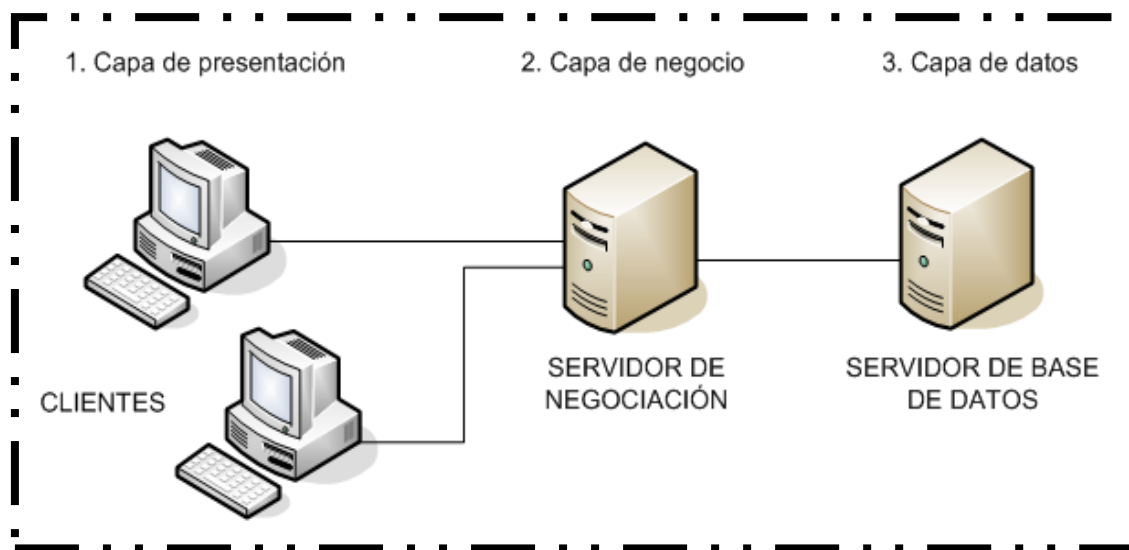 1. Capa de presentación
2. Capa de negocio
3. Capa de datos
SERVIDOR DE
NEGOCIACIÓN
SERVIDOR DE BASE
DE DATOS
CLIENTES